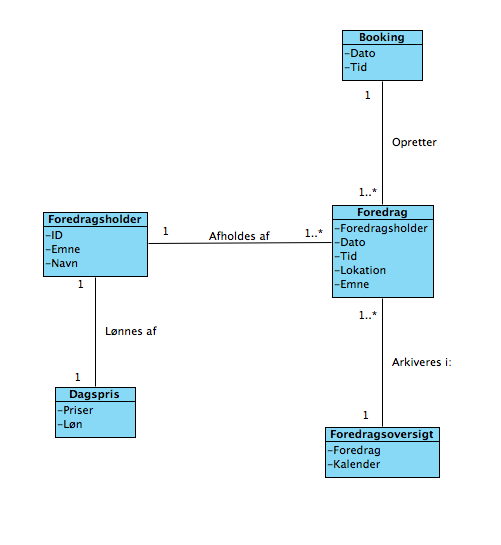 Booking
-Dato
-Tid
1
Opretter
1..*
Foredrag
-Foredragsholder
-Dato
-Tid
-Lokation
-Emne
Foredragsholder
-ID
-Emne
-Navn
1
Afholdes af
1..*
1
Lønnes af
1
Dagspris
-Priser
-Løn
1..*
Arkiveres i:
1
Foredragsoversigt
-Foredrag
-Kalender